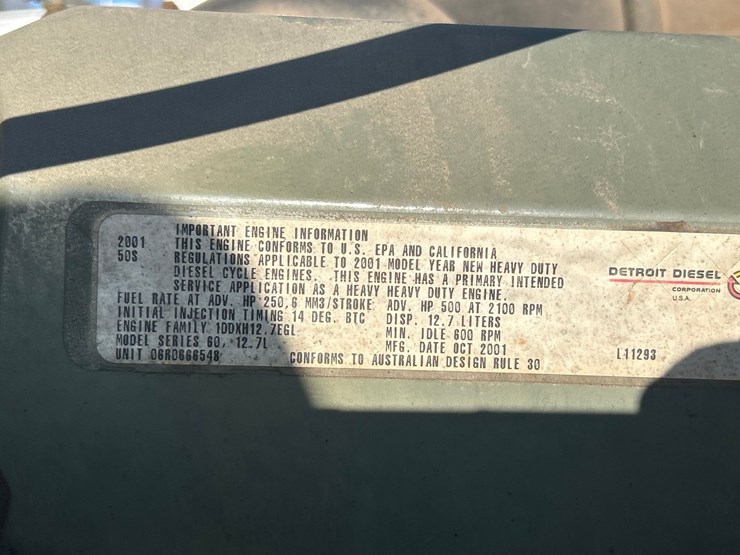 IMPORTANT ENGINE INFORMATION
2001 THIS ENGINE CONFORMS TO U.S. EPA AND CALIFORNIA
50S REGULATIONS APPLICABLE TO 2001 MODEL YEAR NEW HEAVY DUTY
DIESEL CYCLE ENGINES. THIS ENGINE HAS A PRIMARY INTENDED
SERVICE APPLICATION AS A HEAVY HEAVY DUTY ENGINE.
FUEL RATE AT ADV. HP 250.6 MM3/STROKE ADV. HP 500 AT 2100 RPM
INITIAL INJECTION TIMING 14 DEG. BTC DISP. 12.7 LITERS
ENGINE FAMILY 1DDXH12.7EGL MIN. IDLE 600 RPM
MODEL SERIES 60, 12.7L MFG. DATE OCT 2001
UNIT 06R0666548 CONFORMS TO AUSTRALIAN DESIGN RULE 30
DETROIT DIESEL
CORPORATION
U.S.A.
L11293